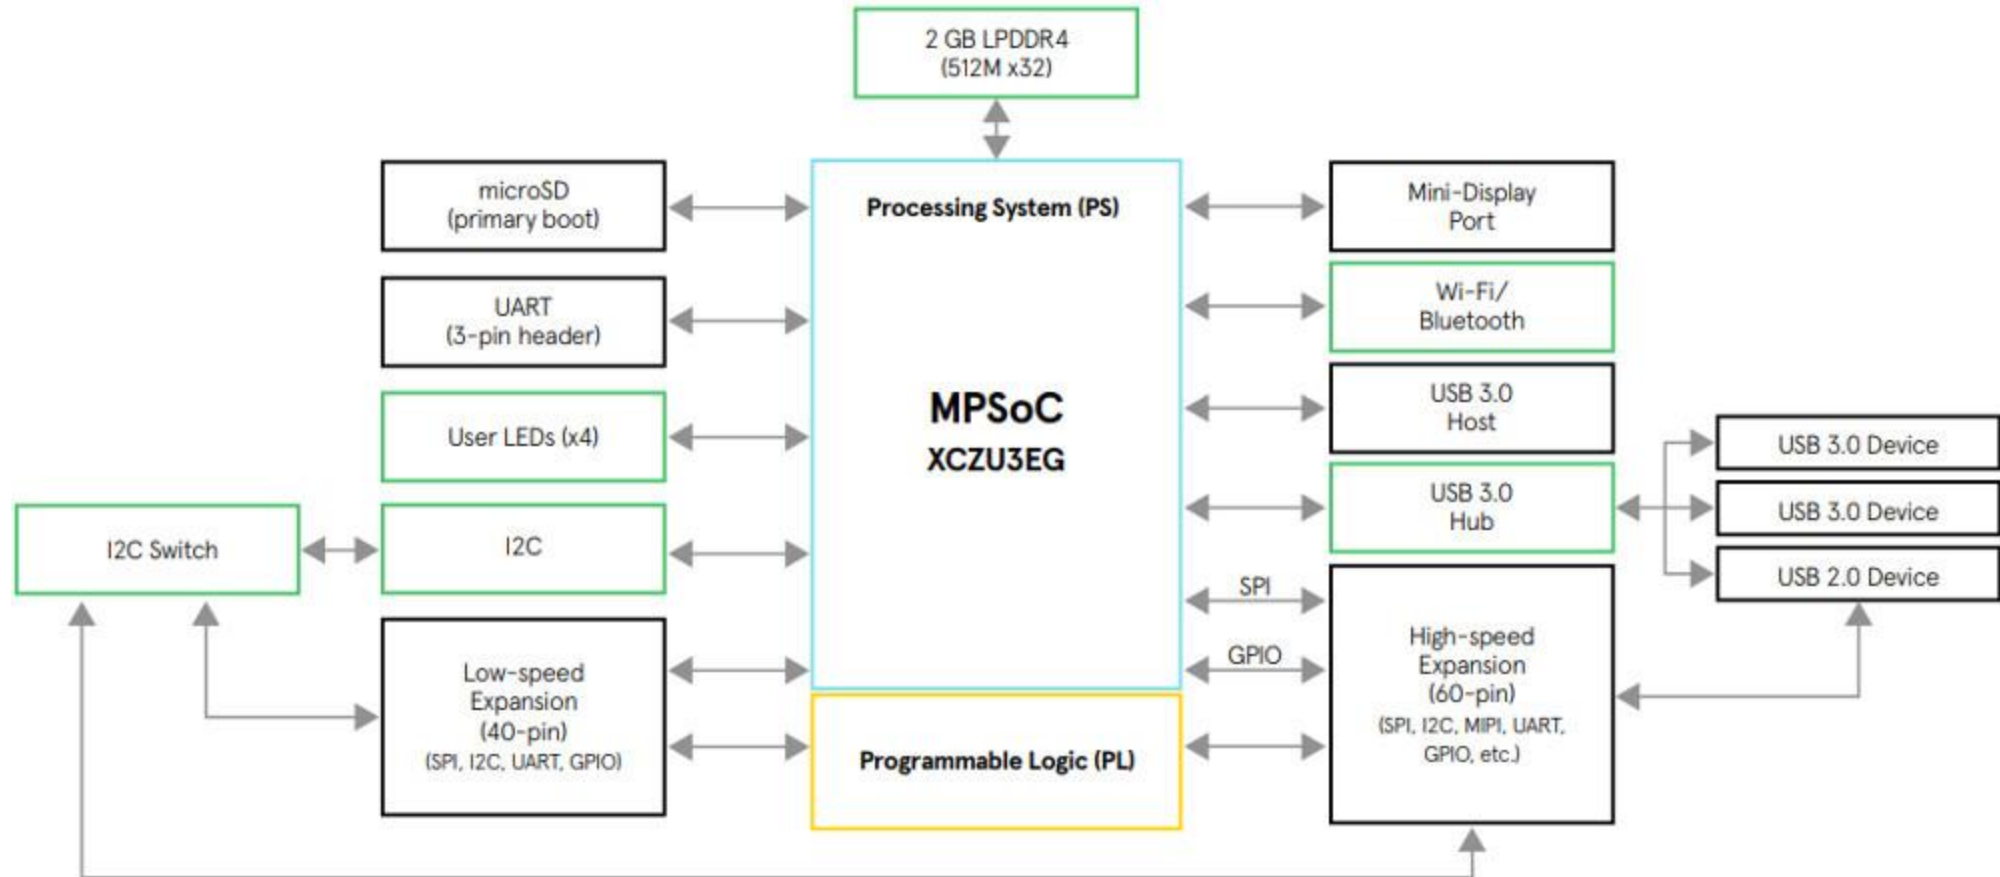 2 GB LPDDR4
(512M x32)
microSD
(primary boot)
Processing System (PS)
Mini-Display
Port
UART
(3-pin header)
Wi-Fi/
Bluetooth
User LEDs (x4)
MPSoC
XCZU3EG
USB 3.0
Host
USB 3.0 Device
I2C Switch
I2C
USB 3.0
Hub
USB 3.0 Device
USB 2.0 Device
SPI
GPIO
Low-speed
Expansion
(40-pin)
(SPI, I2C, UART, GPIO)
High-speed
Expansion
(60-pin)
(SPI, I2C, MIPI, UART,
GPIO, etc.)
Programmable Logic (PL)